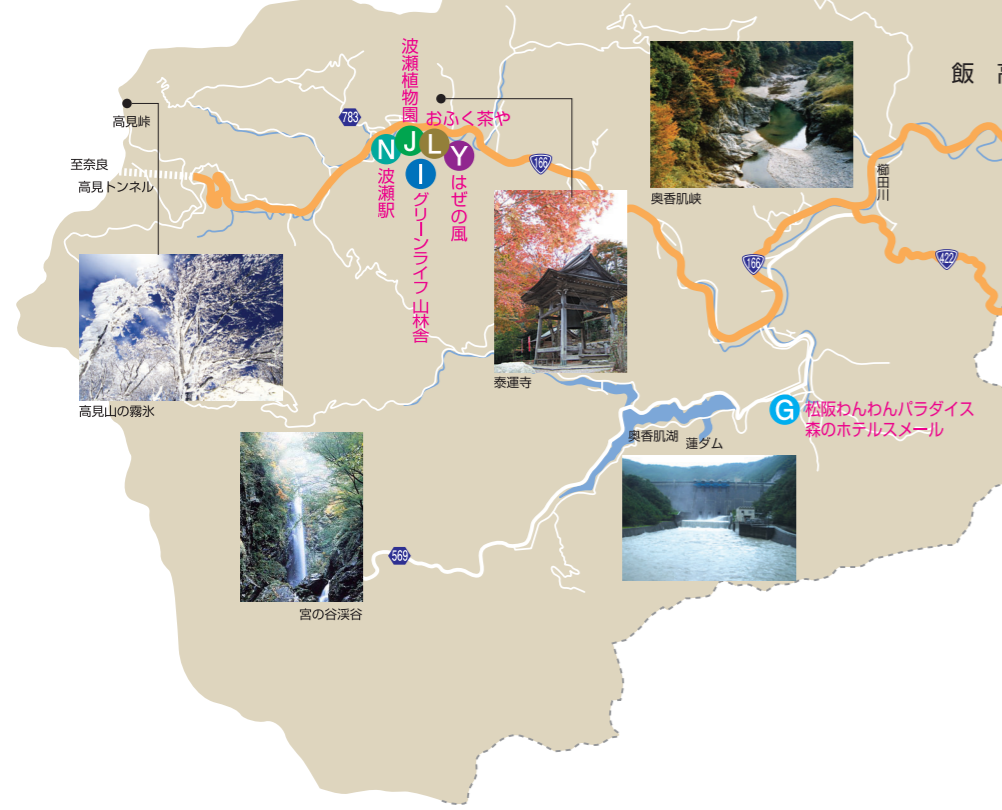 飯 高
波瀬植物園
783
おふく茶や
高見峠
N
J
L
Y
I
166
至奈良
高見トンネル
波瀬駅
グリーンライフ 山林舎
はぜの風
奥香肌峡
櫛田川
166
422
泰運寺
高見山の霧氷
G
松阪わんわんパラダイス
森のホテルスメール
奥香肌湖
蓮ダム
569
宮の谷渓谷